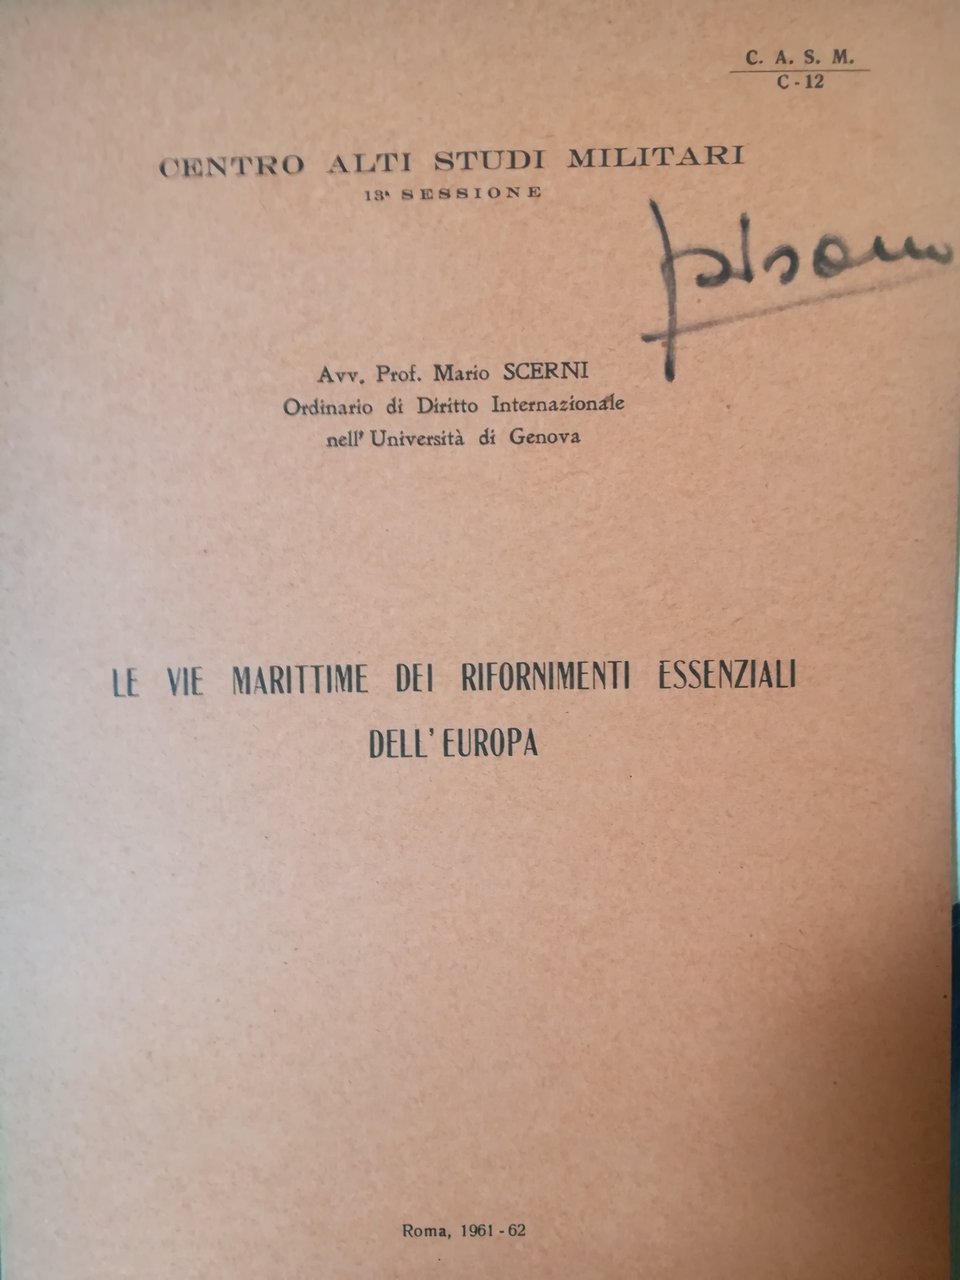 C. A. S. M.
C - 12
CENTRO ALTI STUDI MILITARI
13ª SESSIONE
Avv. Prof. Mario SCERNI
Ordinario di Diritto Internazionale
nell' Università di Genova
LE VIE MARITTIME DEI RIFORNIMENTI ESSENZIALI
DELL' EUROPA
Roma, 1961 - 62